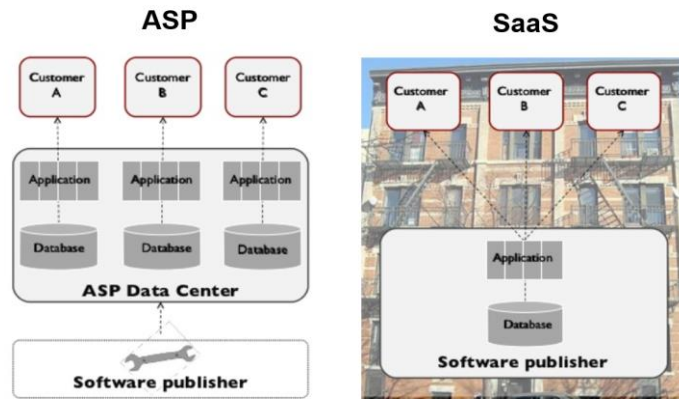 ASP
SaaS
Customer
A
Customer
B
Customer
C
Application
Application
Application
Database
Database
Database
ASP Data Center
Software publisher
Customer
A
Customer
B
Customer
C
Application
Database
Software publisher